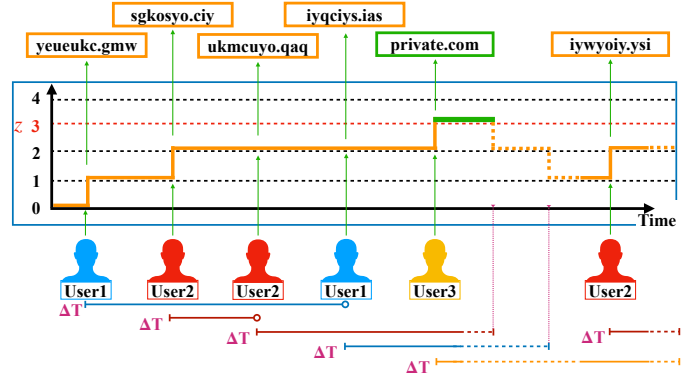 sgkosyo.ciy
iyqciys.ias
yeueukc.gmw
ukmcuyo.qaq
private.com
iywyoiy.ysi
4
z 3
2
1
0
Time
User1
User2
User2
User1
User3
User2
ΔT
ΔT
ΔT
ΔT
ΔT
ΔT